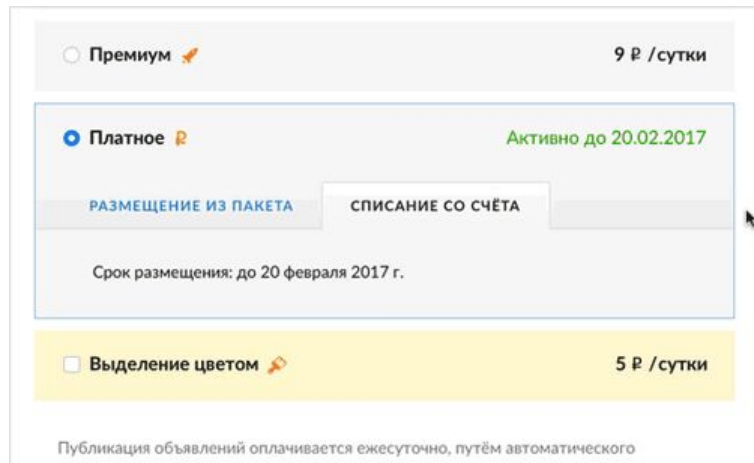 Премиум
9 ₽ /сутки
Платное ₽
Активно до 20.02.2017
РАЗМЕЩЕНИЕ ИЗ ПАКЕТА
СПИСАНИЕ СО СЧЁТА
Срок размещения: до 20 февраля 2017 г.
Выделение цветом
5 ₽ /сутки
Публикация объявлений оплачивается ежесуточно, путём автоматического